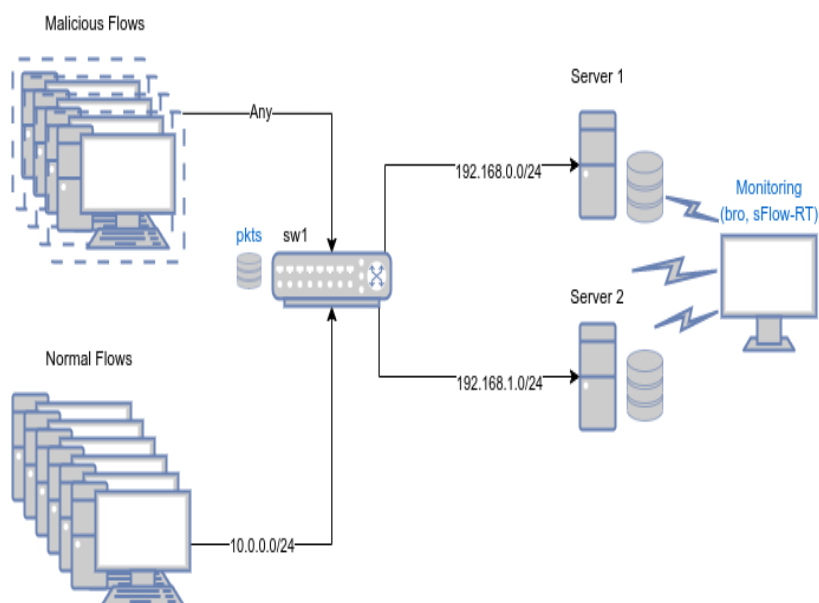 Malicious Flows
Any
Server 1
192.168.0.0/24
Monitoring
(bro, sFlow-RT)
pkts
sw1
Server 2
192.168.1.0/24
Normal Flows
10.0.0.0/24